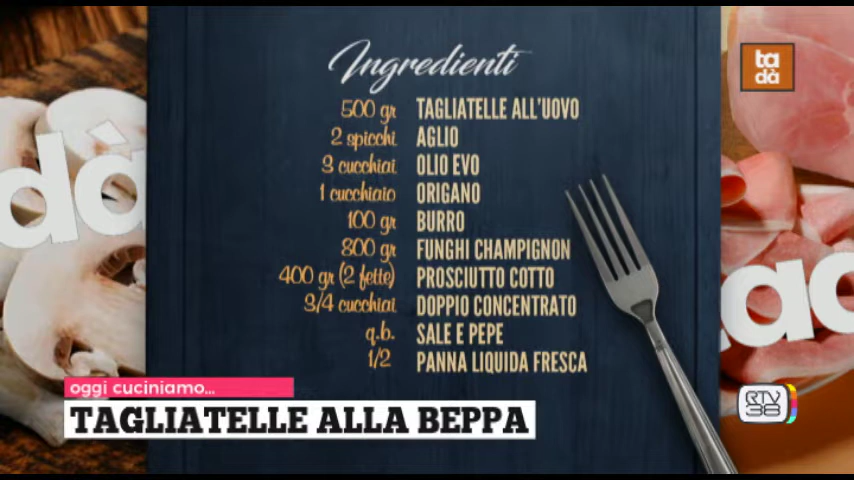 Ingredienti
ta
dà
500 gr TAGLIATELLE ALL'UOVO
2 spicchi AGLIO
3 cucchiai OLIO EVO
1 cucchiaio ORIGANO
100 gr BURRO
800 gr FUNGHI CHAMPIGNON
400 gr (2 fette) PROSCIUTTO COTTO
3/4 cucchiai DOPPIO CONCENTRATO
q.b. SALE E PEPE
1/2 PANNA LIQUIDA FRESCA
dà
oggi cuciniamo...
TAGLIATELLE ALLA BEPPA
RTV
38